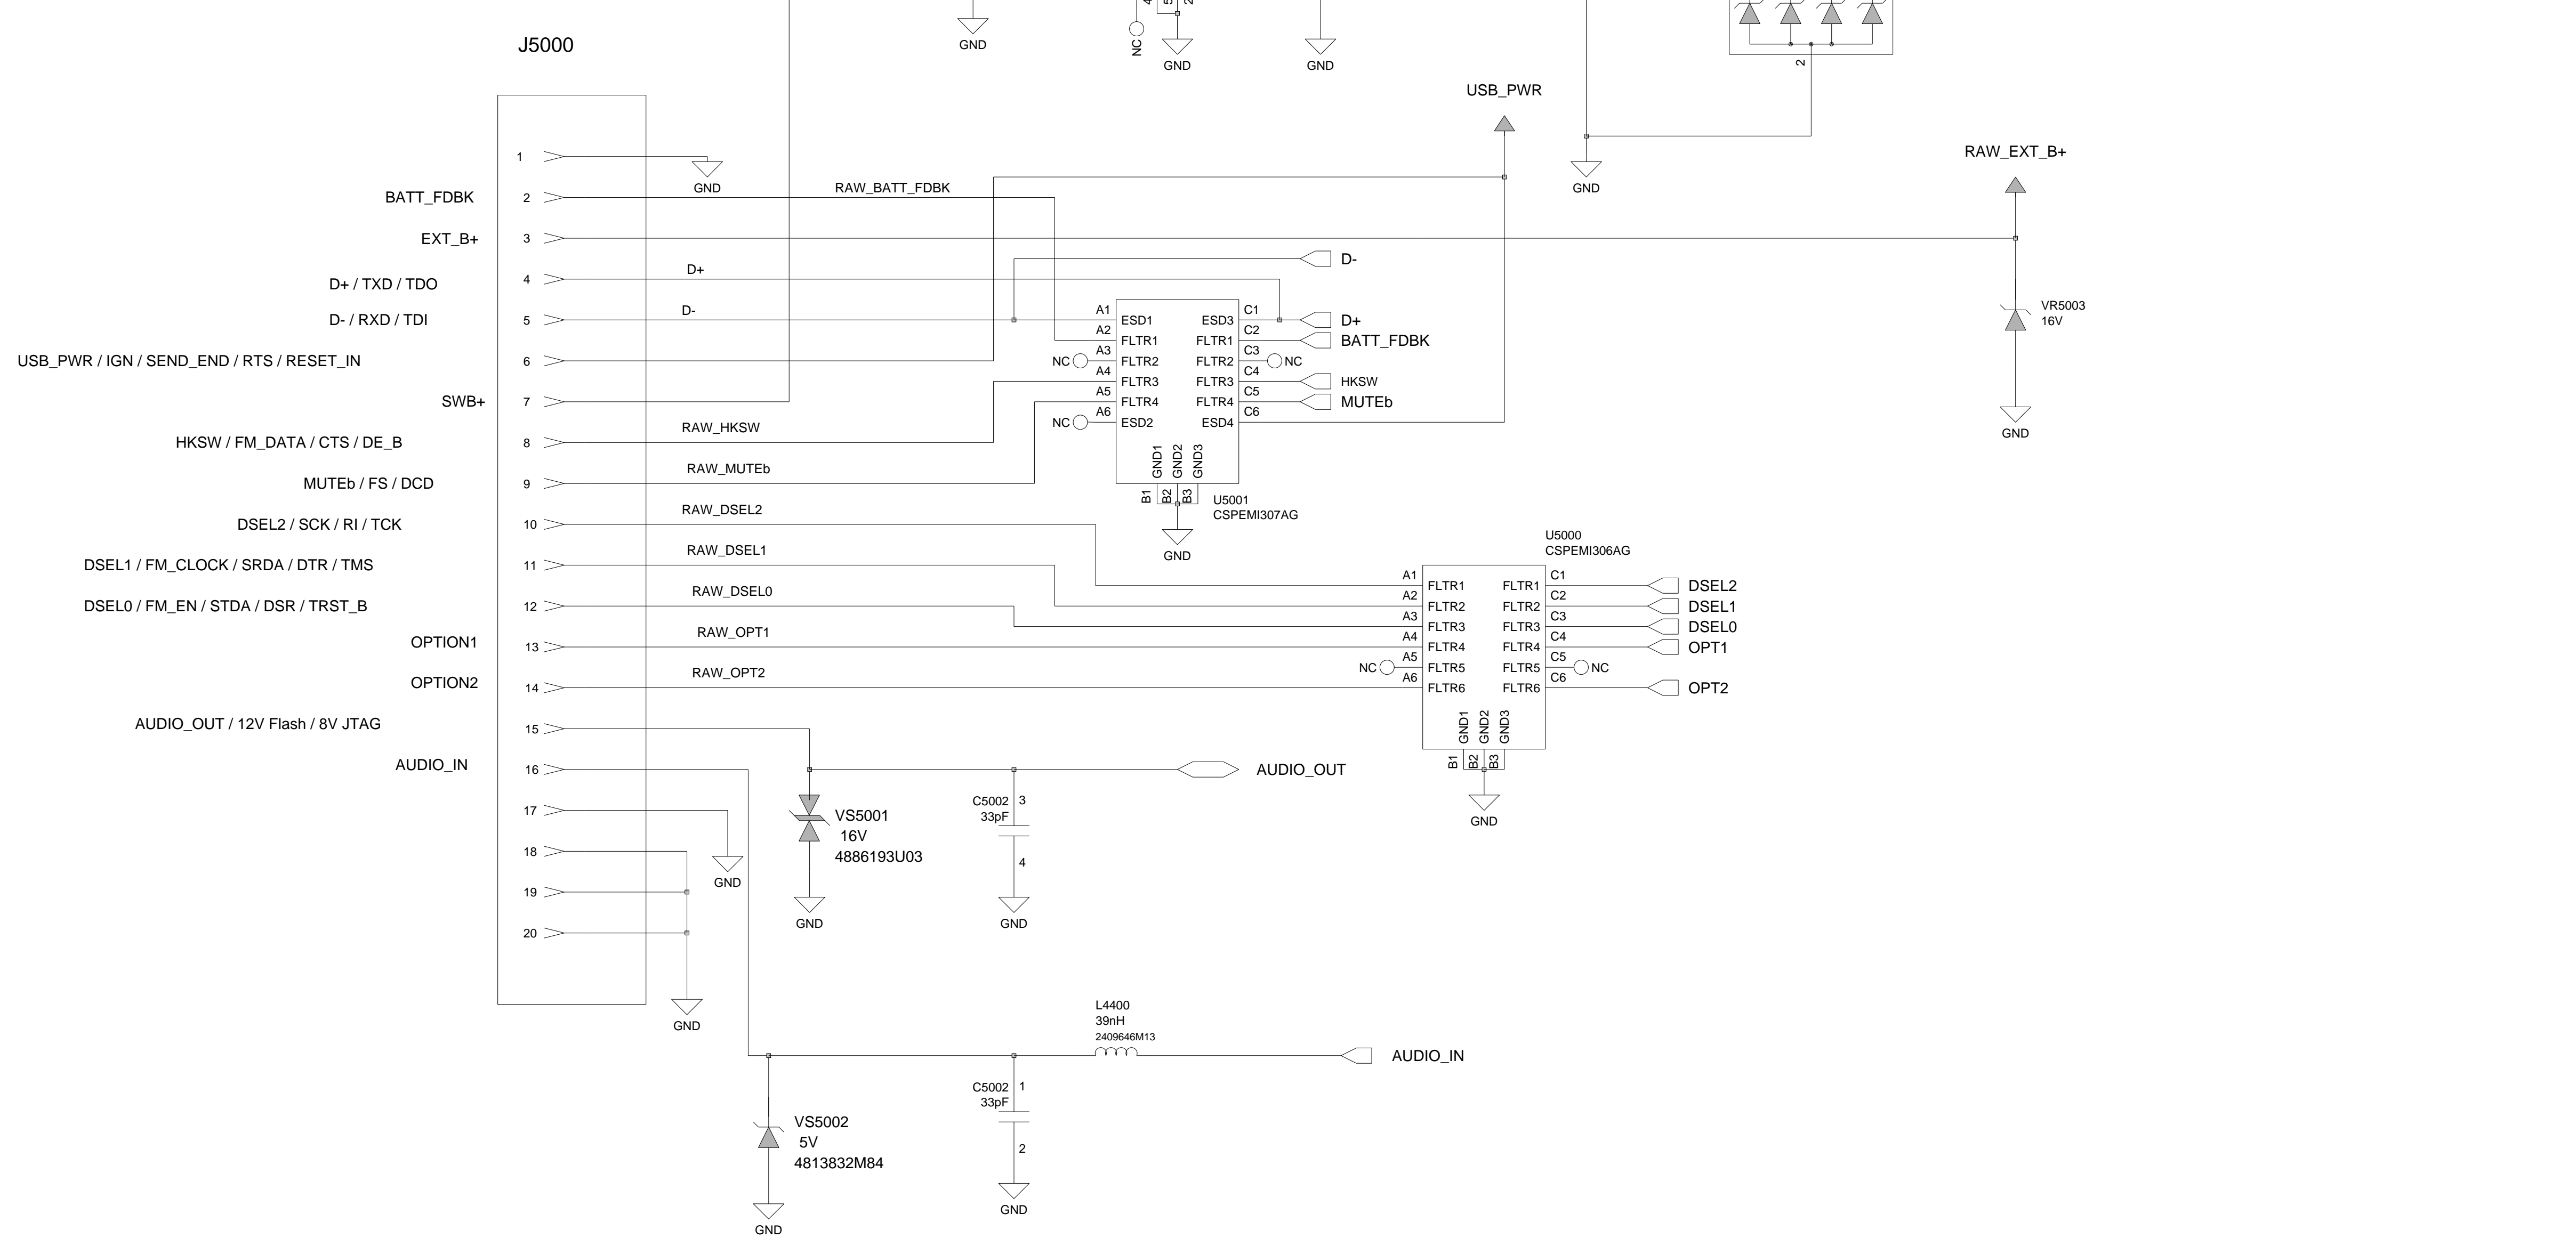 J5000
GND
NC
4
5
2
GND
GND
2
USB_PWR
GND
RAW_EXT_B+
1
GND
BATT_FDBK
2
RAW_BATT_FDBK
EXT_B+
3
D+ / TXD / TDO
4
D+
D-
D- / RXD / TDI
5
D-
USB_PWR / IGN / SEND_END / RTS / RESET_IN
6
SWB+
7
HKSW / FM_DATA / CTS / DE_B
8
RAW_HKSW
MUTEb / FS / DCD
9
RAW_MUTEb
DSEL2 / SCK / RI / TCK
10
RAW_DSEL2
DSEL1 / FM_CLOCK / SRDA / DTR / TMS
11
RAW_DSEL1
DSEL0 / FM_EN / STDA / DSR / TRST_B
12
RAW_DSEL0
OPTION1
13
RAW_OPT1
OPTION2
14
RAW_OPT2
AUDIO_OUT / 12V Flash / 8V JTAG
15
AUDIO_IN
16
17
18
19
20
GND
GND
A1 ESD1 ESD3 C1 D+
A2 FLTR1 FLTR1 C2 BATT_FDBK
NC A3 FLTR2 FLTR2 C3 NC
A4 FLTR3 FLTR3 C4 HKSW
A5 FLTR4 FLTR4 C5 MUTEb
NC A6 ESD2 ESD4 C6
GND1 GND2 GND3
B1 B2 B3
U5001
CSPEMI307AG
GND
VR5003
16V
GND
U5000
CSPEMI306AG
A1 FLTR1 FLTR1 C1 DSEL2
A2 FLTR2 FLTR2 C2 DSEL1
A3 FLTR3 FLTR3 C3 DSEL0
A4 FLTR4 FLTR4 C4 OPT1
NC A5 FLTR5 FLTR5 C5 NC
A6 FLTR6 FLTR6 C6 OPT2
GND1 GND2 GND3
B1 B2 B3
GND
AUDIO_OUT
VS5001
16V
4886193U03
GND
C5002
33pF
3
4
GND
L4400
39nH
2409646M13
AUDIO_IN
VS5002
5V
4813832M84
GND
C5002
33pF
1
2
GND